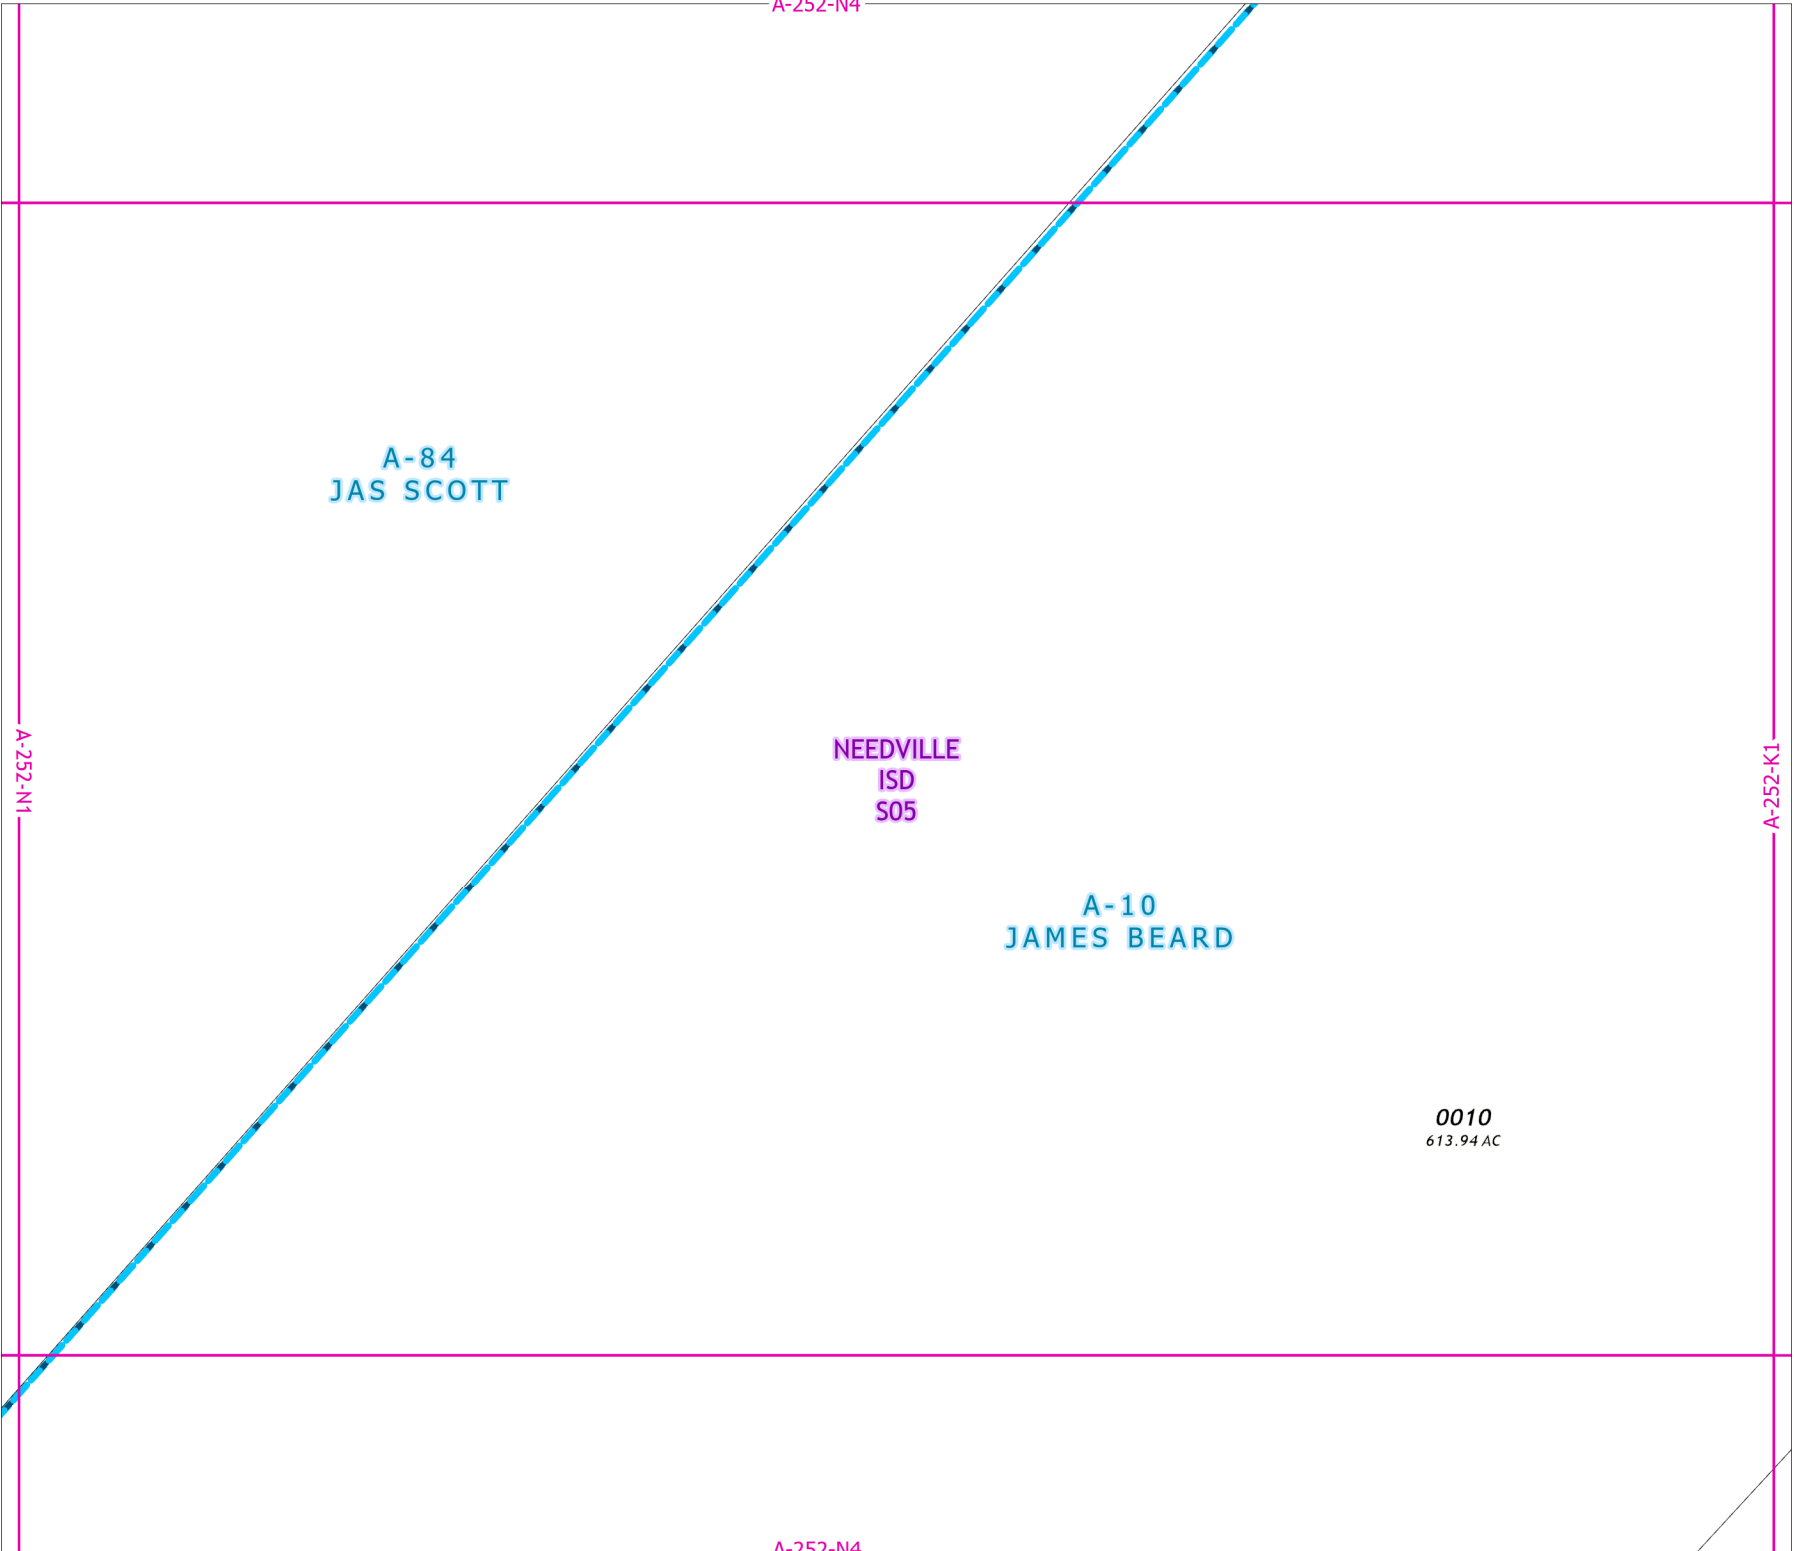 A-252-N4
A-84
JAS SCOTT
A-252-N1
NEEDVILLE
ISD
S05
A-252-K1
A-10
JAMES BEARD
0010
613.94 AC
A-252-N4